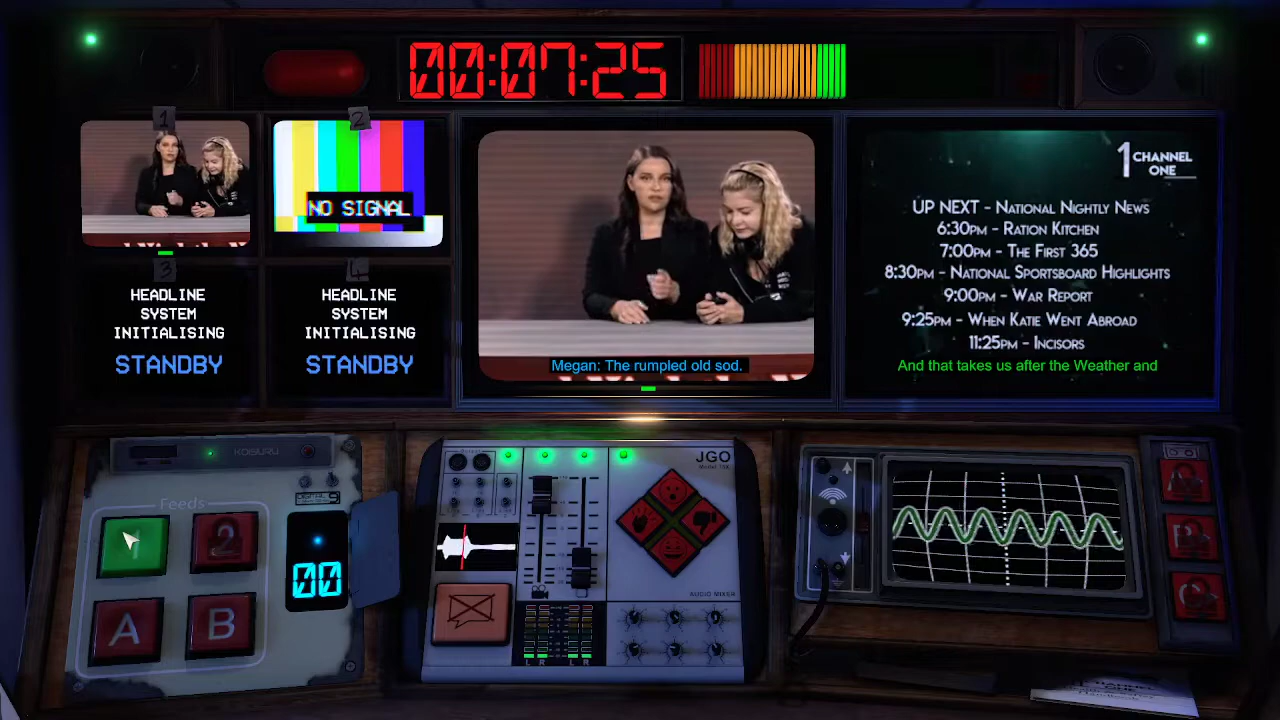 00:07:25
1
2
NO SIGNAL
3
HEADLINE
SYSTEM
INITIALISING
STANDBY
HEADLINE
SYSTEM
INITIALISING
STANDBY
Megan: The rumpled old sod.
1 CHANNEL
ONE
UP NEXT - NATIONAL NIGHTLY NEWS
6:30PM - RATION KITCHEN
7:00PM - THE FIRST 365
8:30PM - NATIONAL SPORTSBOARD HIGHLIGHTS
9:00PM - WAR REPORT
9:25PM - WHEN KATIE WENT ABROAD
11:25PM - INCISORS
And that takes us after the Weather and
Feeds
2
A
B
00
JGO
AUDIO MIXER
L R L R